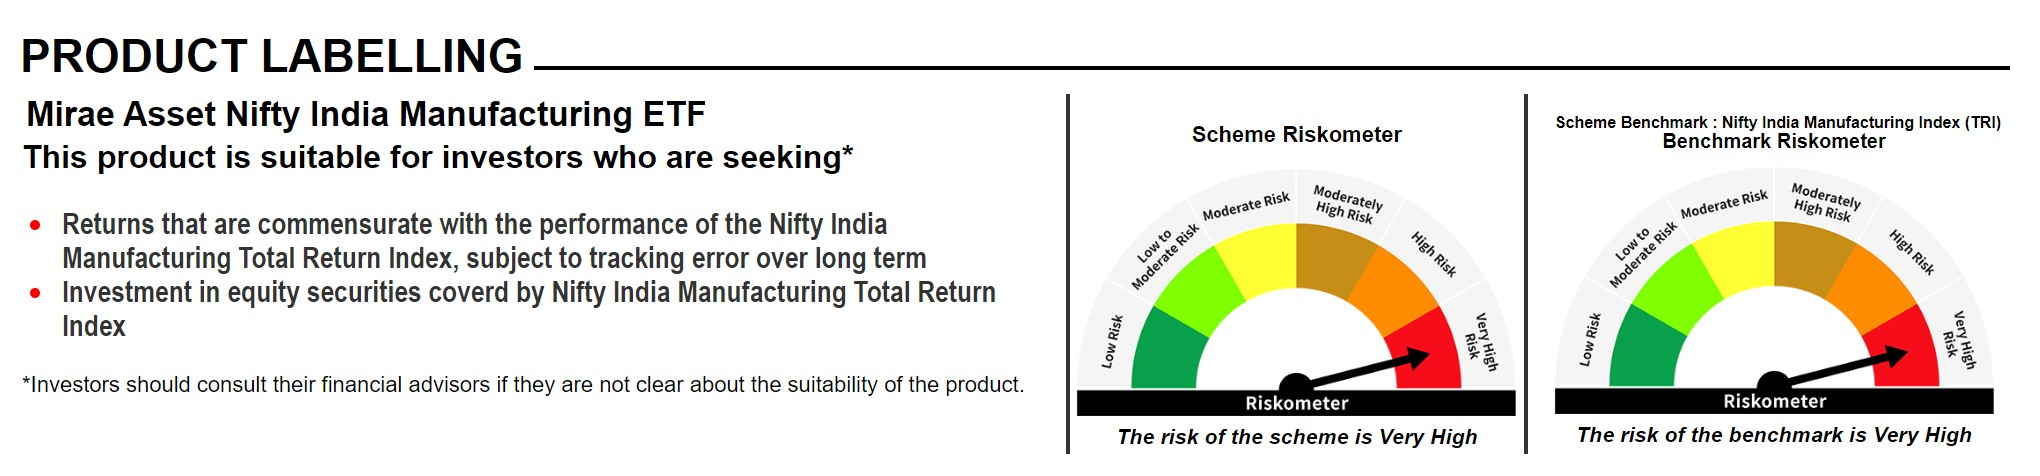 PRODUCT LABELLING
Mirae Asset Nifty India Manufacturing ETF
This product is suitable for investors who are seeking*
• Returns that are commensurate with the performance of the Nifty India
Manufacturing Total Return Index, subject to tracking error over long term
• Investment in equity securities coverd by Nifty India Manufacturing Total Return
Index
*Investors should consult their financial advisors if they are not clear about the suitability of the product.
Scheme Riskometer
Low Risk
Low to
Moderate Risk
Moderate Risk
Moderately
High Risk
High Risk
Very High
Risk
Riskometer
The risk of the scheme is Very High
Scheme Benchmark : Nifty India Manufacturing Index (TRI)
Benchmark Riskometer
Low Risk
Low to
Moderate Risk
Moderate Risk
Moderately
High Risk
High Risk
Very High
Risk
Riskometer
The risk of the benchmark is Very High